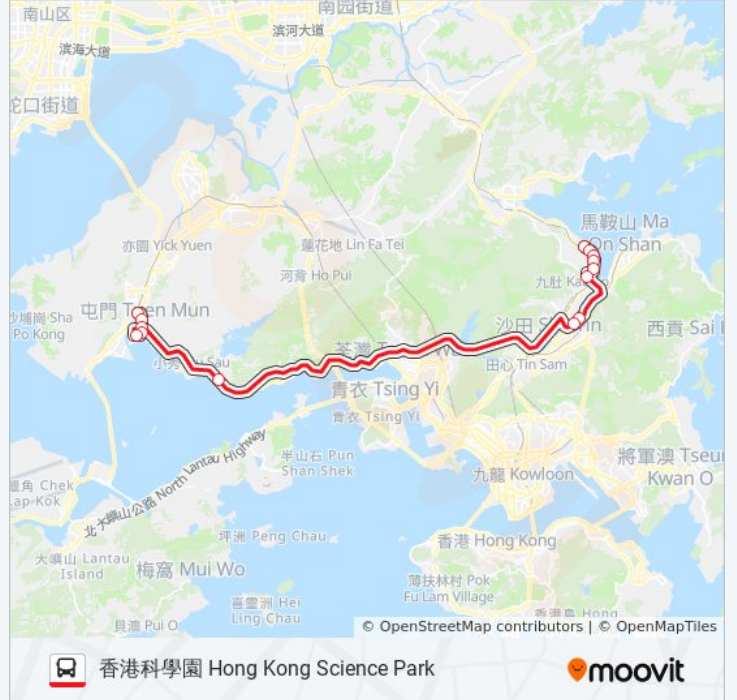 南山区
南园街道
滨河大道
滨海大道
蛇口街道
馬鞍山 Ma
On Shan
亦園 Yick Yuen
蓮花地 Lin Fa Tei
河背 Ho Pui
九肚
沙埔崗 Sha
Po Kong
屯門 Tuen Mun
沙田
西貢 Sai
荃灣
田心 Tin Sam
青衣 Tsing Yi
青衣 Tsing Yi
將軍澳 Tseu
Kwan O
半山石 Pun
Shan Shek
九龍 Kowloon
北大嶼山公路 North Lantau Highway
Chek
Lap Kok
坪洲 Peng Chau
香港 Hong Kong
大嶼山 Lantau
Island
梅窩 Mui Wo
薄扶林村 Pok
Fu Lam Village
喜靈洲 Hei
Ling Chau
香港島 Hong
貝澳 Pui O
© OpenStreetMap contributors | © OpenMapTiles
香港科學園 Hong Kong Science Park
moovit